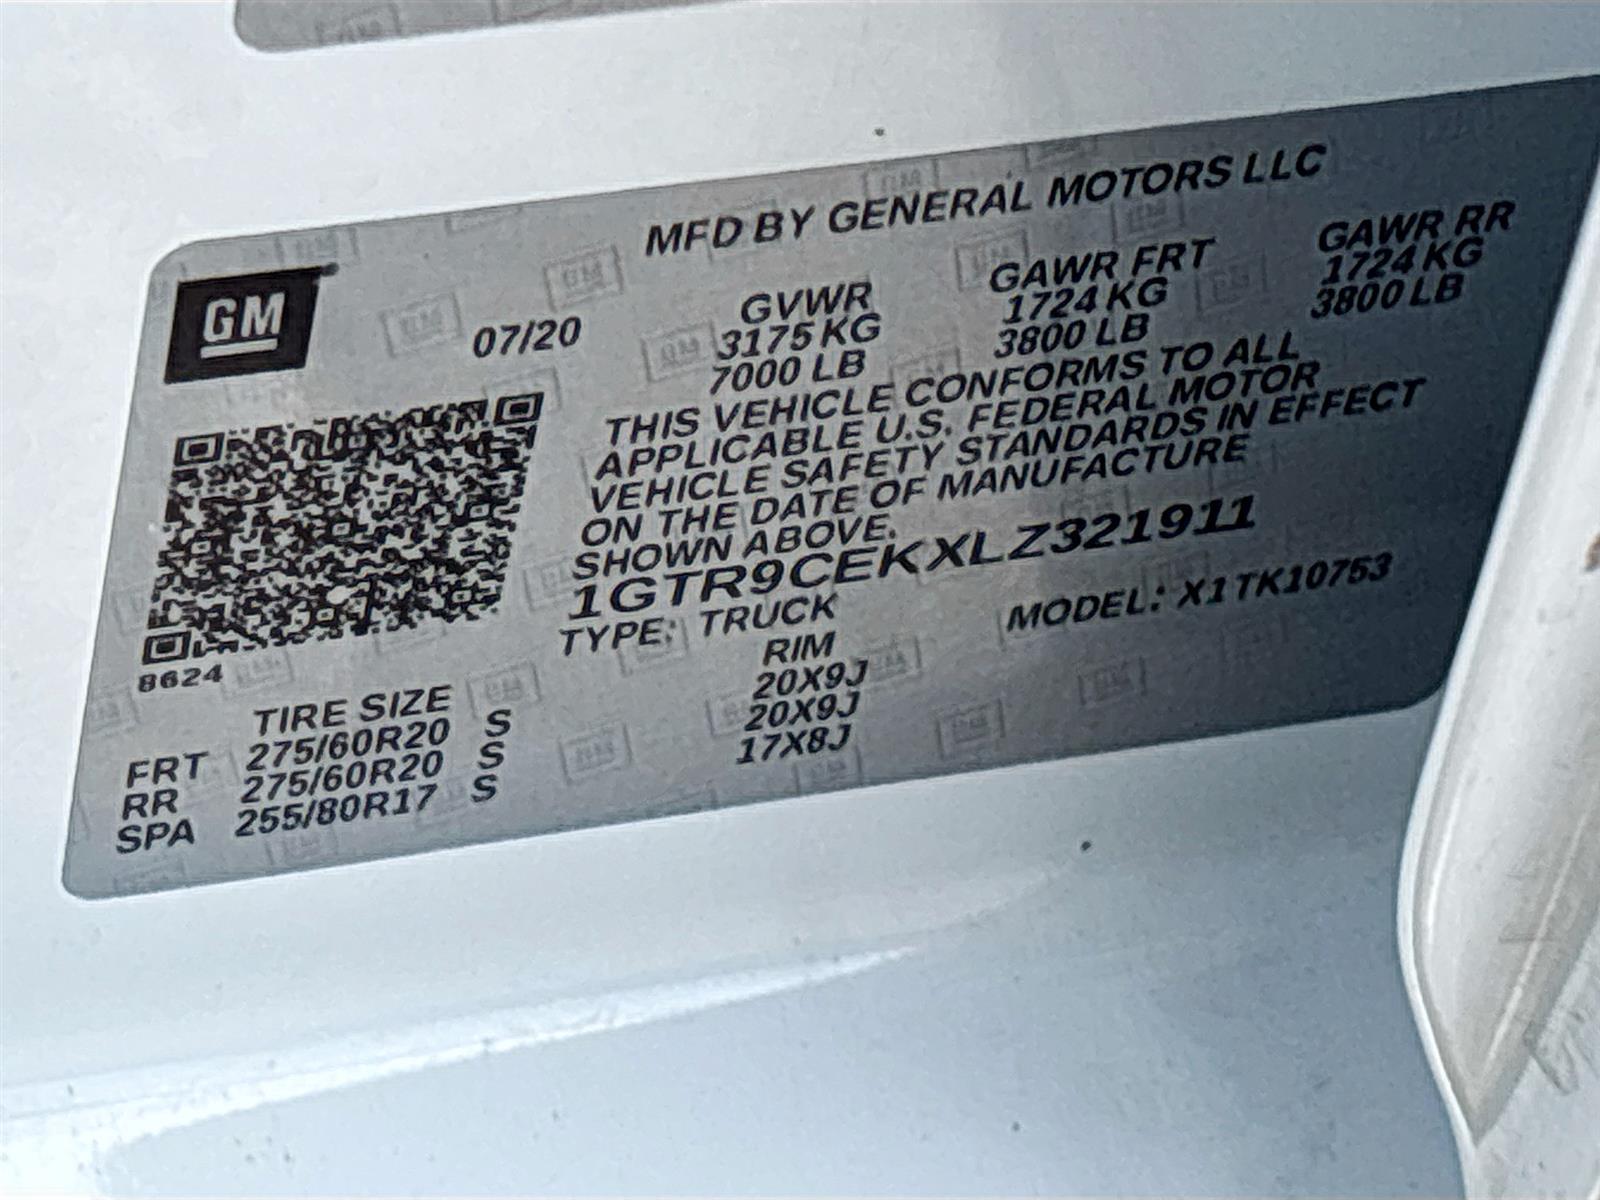 MFD BY GENERAL MOTORS LLC
GM
07/20
GVWR
3175 KG
7000 LB
GAWR FRT
1724 KG
3800 LB
GAWR RR
1724 KG
3800 LB
THIS VEHICLE CONFORMS TO ALL
APPLICABLE U.S. FEDERAL MOTOR
VEHICLE SAFETY STANDARDS IN EFFECT
ON THE DATE OF MANUFACTURE
SHOWN ABOVE.
1GTR9CEKXLZ321911
TYPE: TRUCK
MODEL: X1TK10753
8624
TIRE SIZE
RIM
FRT 275/60R20 S 20X9J
RR 275/60R20 S 20X9J
SPA 255/80R17 S 17X8J